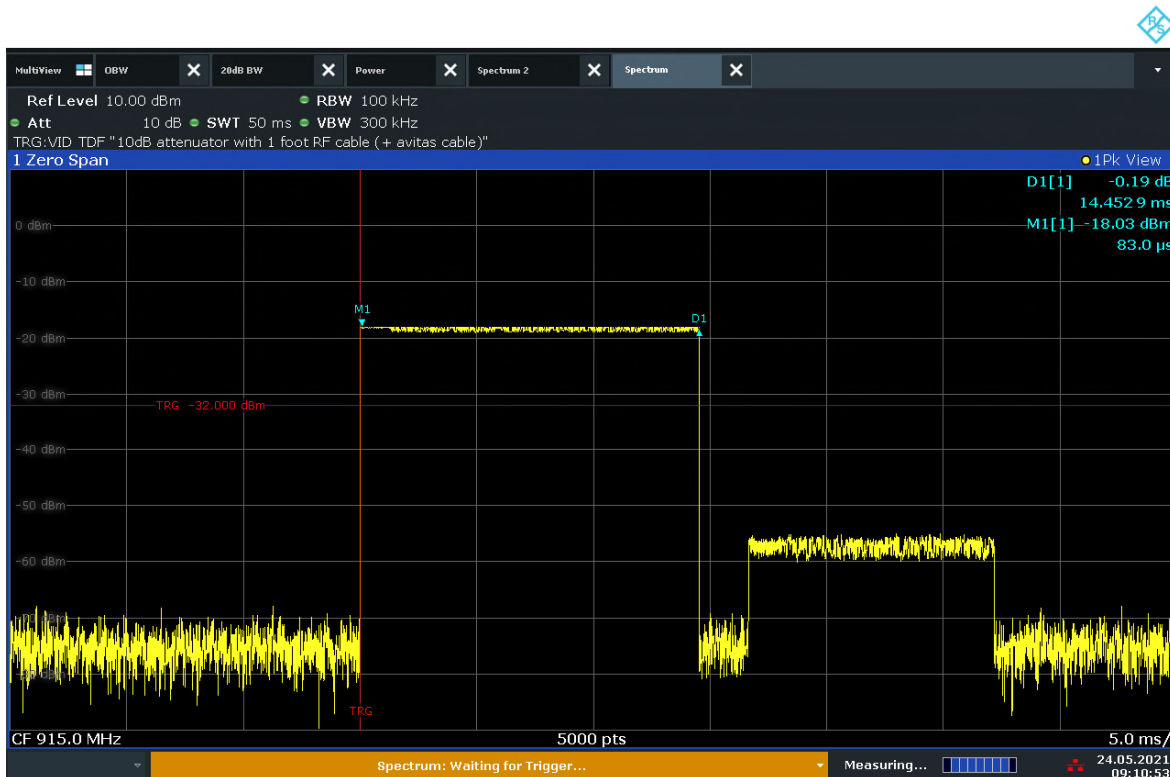 R&S
MultiView OBW X 20dB BW X Power X Spectrum 2 X Spectrum X
Ref Level 10.00 dBm RBW 100 kHz
Att 10 dB SWT 50 ms VBW 300 kHz
TRG:VID TDF "10dB attenuator with 1 foot RF cable (+ avitas cable)"
1 Zero Span 1Pk View
D1[1] -0.19 dB
14.452 9 ms
M1[1] -18.03 dBm
83.0 µs
0 dBm
-10 dBm
M1
D1
-20 dBm
-30 dBm
TRG -32.000 dBm
-40 dBm
-50 dBm
-60 dBm
TRG
CF 915.0 MHz 5000 pts 5.0 ms/
Spectrum: Waiting for Trigger... Measuring... 24.05.2021
09:10:53